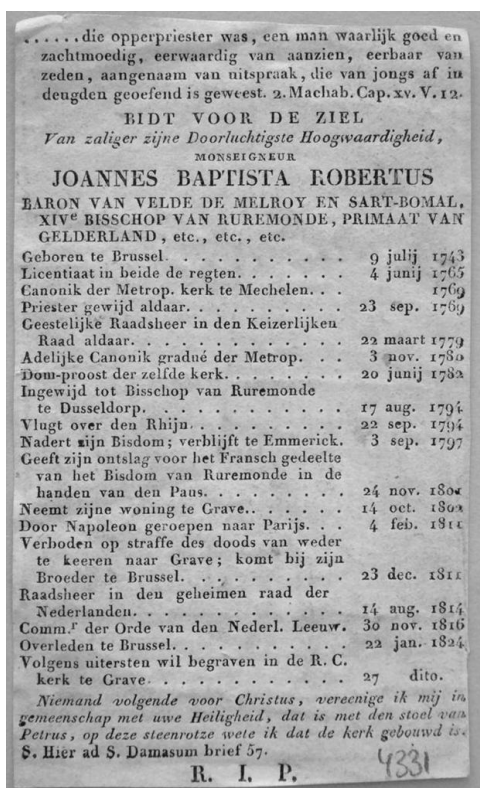 . . . . . . die opperpriester was, een man waarlijk goed en
zachtmoedig, eerwaardig van aanzien, eerbaar van
zeden, aangenaam van uitspraak, die van jongs af in
deugden geoefend is geweest. 2. Machab. Cap. xv. V. 12.
BIDT VOOR DE ZIEL
Van zaliger zijne Doorluchtigste Hoogwaardigheid,
MONSEIGNEUR
JOANNES BAPTISTA ROBERTUS
BARON VAN VELDE DE MELROY EN SART-BOMAL,
XIVe BISSCHOP VAN RUREMONDE, PRIMAAT VAN
GELDERLAND, etc., etc., etc.
Geboren te Brussel. . . . . . . . . . 9 julij 1743
Licentiaat in beide de regten. . . . . . . 4 junij 1765
Canonik der Metrop. kerk te Mechelen. . . 1769
Priester gewijd aldaar. . . . . . . . . . 23 sep. 1769
Geestelijke Raadsheer in den Keizerlijken
Raad aldaar. . . . . . . . . . . . 22 maart 1779
Adelijke Canonik gradué der Metrop. . . . 3 nov. 1780
Dom-proost der zelfde kerk. . . . . . . . 20 junij 1782
Ingewijd tot Bisschop van Ruremonde
te Dusseldorp. . . . . . . . . . . 17 aug. 1794
Vlugt over den Rhijn. . . . . . . . . . 22 sep. 1794
Nadert zijn Bisdom; verblijft te Emmerick. 3 sep. 1797
Geeft zijn ontslag voor het Fransch gedeelte
van het Bisdom van Ruremonde in de
handen van den Paus. . . . . . . . . 24 nov. 1801
Neemt zijne woning te Grave. . . . . . . 14 oct. 1802
Door Napoleon geroepen naar Parijs. . . 4 feb. 1811
Verboden op straffe des doods van weder
te keeren naar Grave; komt bij zijn
Broeder te Brussel. . . . . . . . . . 23 dec. 1811
Raadsheer in den geheimen raad der
Nederlanden. . . . . . . . . . . . 14 aug. 1814
Comm.r der Orde van den Nederl. Leeuw. 30 nov. 1816
Overleden te Brussel. . . . . . . . . . 22 jan. 1824
Volgens uitersten wil begraven in de R. C.
kerk te Grave. . . . . . . . . . . 27 dito.
Niemand volgende voor Christus, vereenige ik mij in
gemeenschap met uwe Heiligheid, dat is met den stoel van
Petrus, op deze steenrotze wete ik dat de kerk gebouwd is.
S. Hier ad S. Damasum brief 57.
R. I. P.
4331